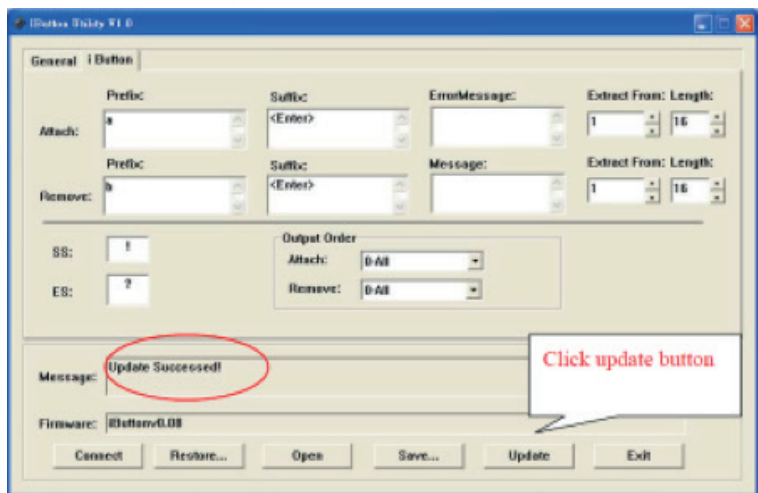 iButton Utility V1.0
General iButton
Prefix: Suffix: ErrorMessage: Extract From: Length:
Attach: a <Enter> 1 16
Prefix: Suffix: Message: Extract From: Length:
Remove: b <Enter> 1 16
SS: !
ES: ?
Output Order
Attach: 0-All
Remove: 0-All
Click update button
Message: Update Successed!
Firmware: iButtonv0.08
Connect Restore... Open Save... Update Exit